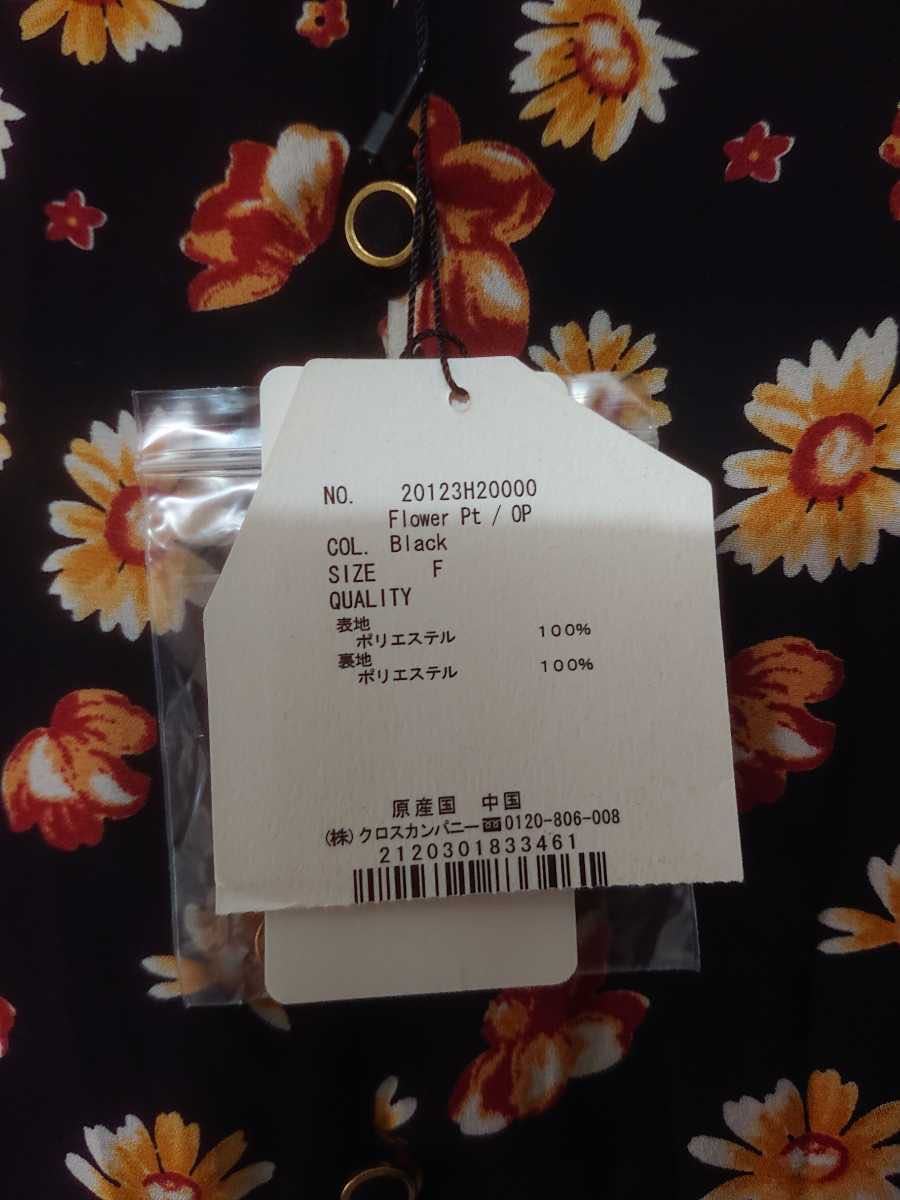 NO. 20123H20000
Flower Pt / OP
COL. Black
SIZE F
QUALITY
表地
ポリエステル 100%
裏地
ポリエステル 100%
原産国 中国
(株)クロスカンパニー☎0120-806-008
2120301833461